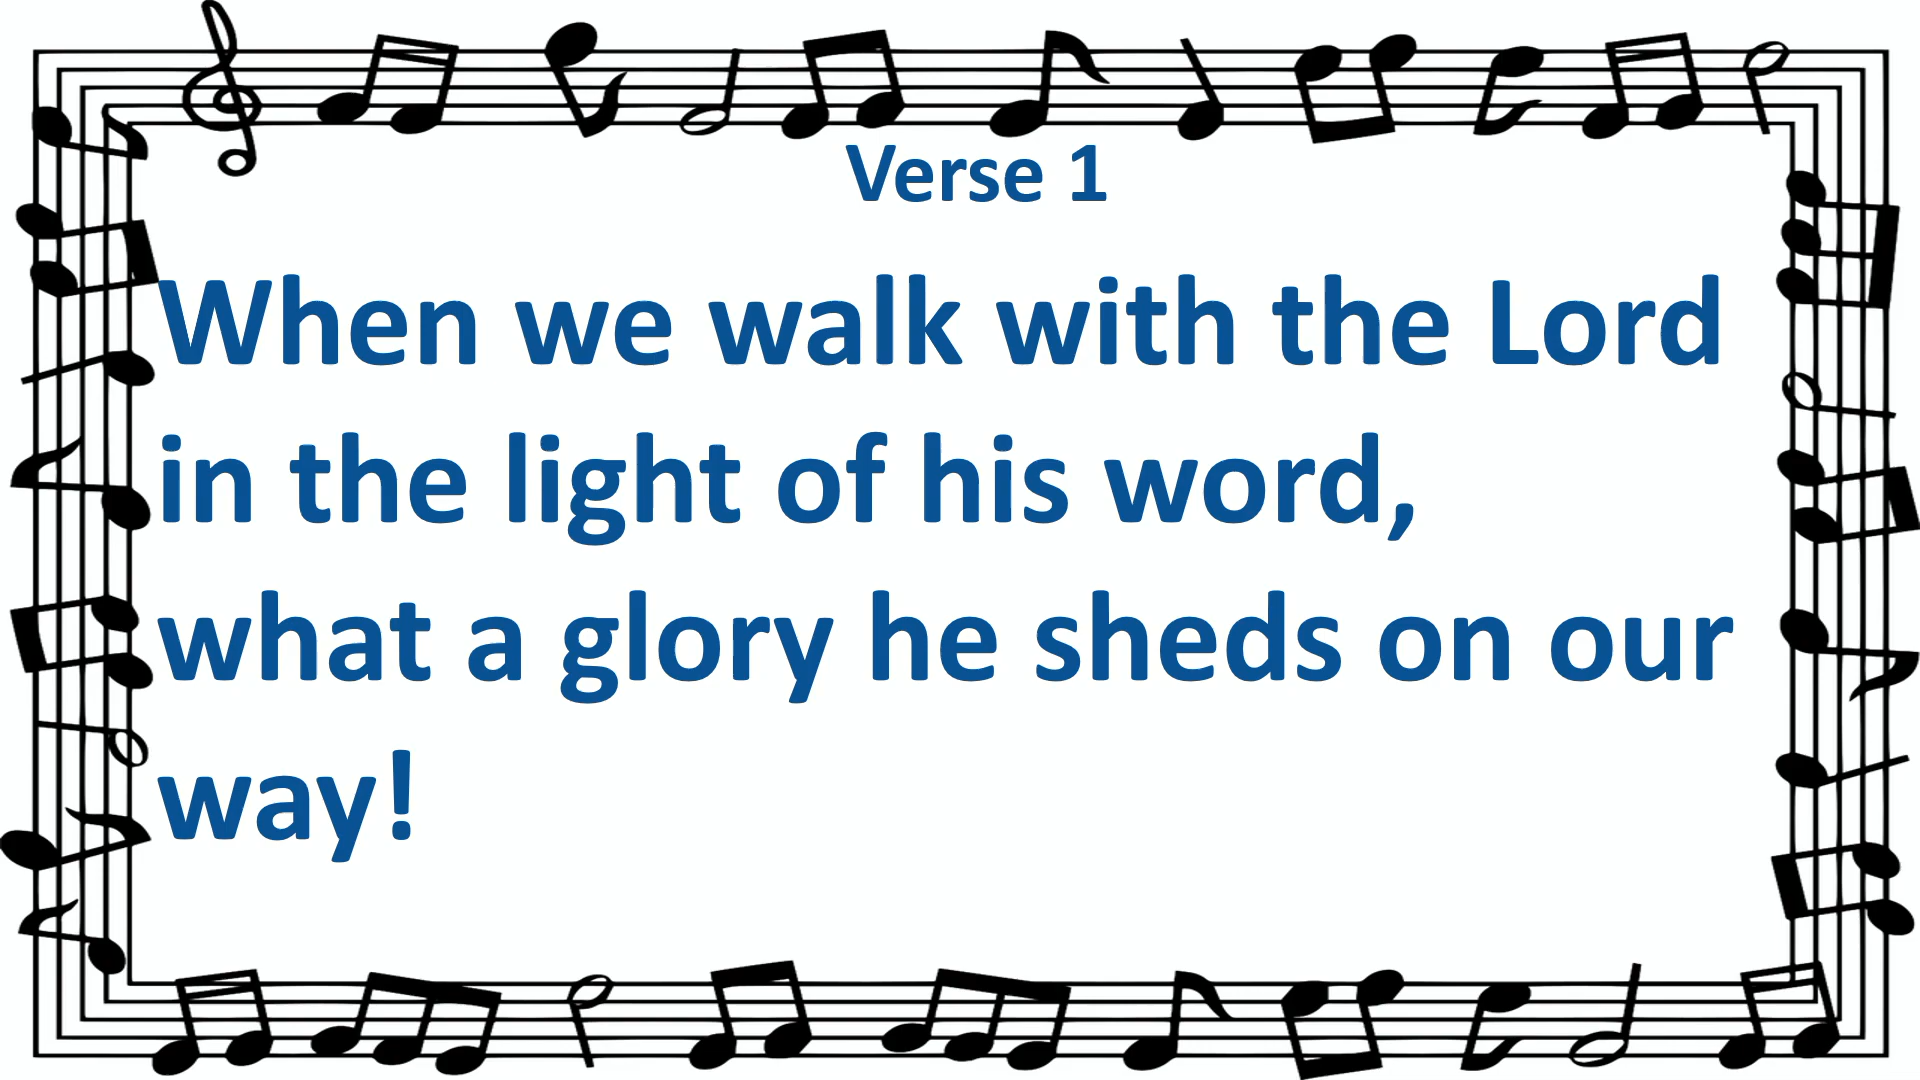 Verse 1
When we walk with the Lord
in the light of his word,
what a glory he sheds on our
way!